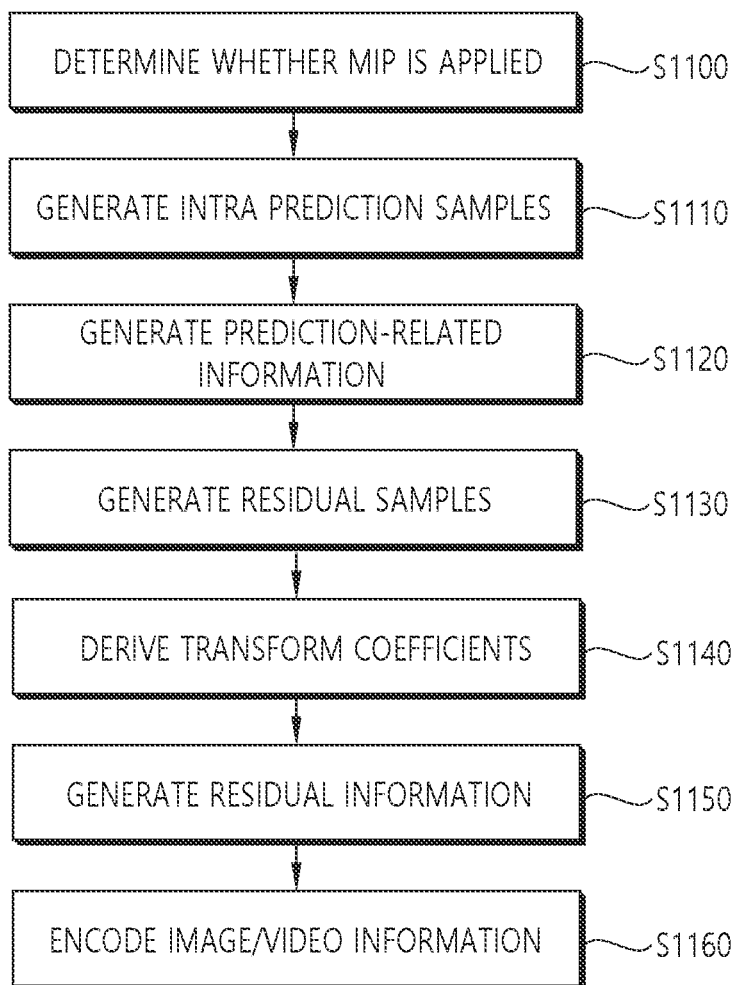 DETERMINE WHETHER MIP IS APPLIED
S1100
GENERATE INTRA PREDICTION SAMPLES
S1110
GENERATE PREDICTION-RELATED
INFORMATION
S1120
GENERATE RESIDUAL SAMPLES
S1130
DERIVE TRANSFORM COEFFICIENTS
S1140
GENERATE RESIDUAL INFORMATION
S1150
ENCODE IMAGE/VIDEO INFORMATION
S1160